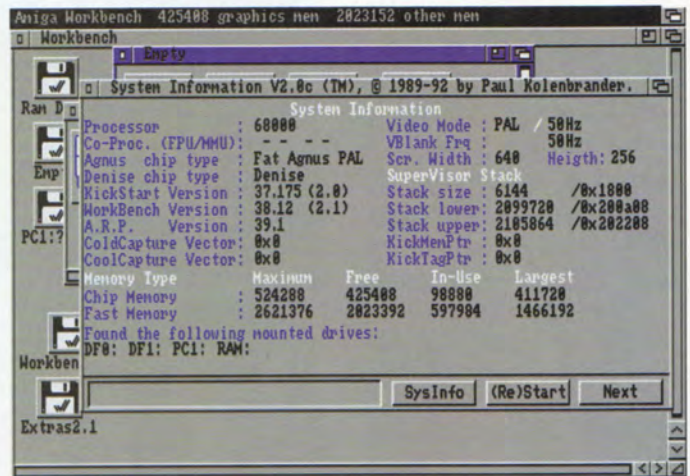 Amiga Workbench 425408 graphics mem 2023152 other mem
Workbench
Empty
System Information V2.0c (TM), © 1989-92 by Paul Kolenbrander.
Ram D
Emp
PC1:?
Workben
Extras2.1
System Information
Processor : 68000 Video Mode : PAL / 50Hz
Co-Proc. (FPU/MMU): -- -- VBlank Frq : 50Hz
Agnus chip type : Fat Agnus PAL Scr. Width : 640 Heigth: 256
Denise chip type : Denise SuperVisor Stack
KickStart Version : 37.175 (2.0) Stack size : 6144 /0x1800
WorkBench Version : 38.12 (2.1) Stack lower: 2099720 /0x200a08
A.R.P. Version : 39.1 Stack upper: 2105864 /0x202208
ColdCapture Vector: 0x0 KickMemPtr : 0x0
CoolCapture Vector: 0x0 KickTagPtr : 0x0
Memory Type Maximum Free In-Use Largest
Chip Memory : 524288 425408 98880 411720
Fast Memory : 2621376 2023392 597984 1466192
Found the following mounted drives:
DF0: DF1: PC1: RAM:
SysInfo (Re)Start Next